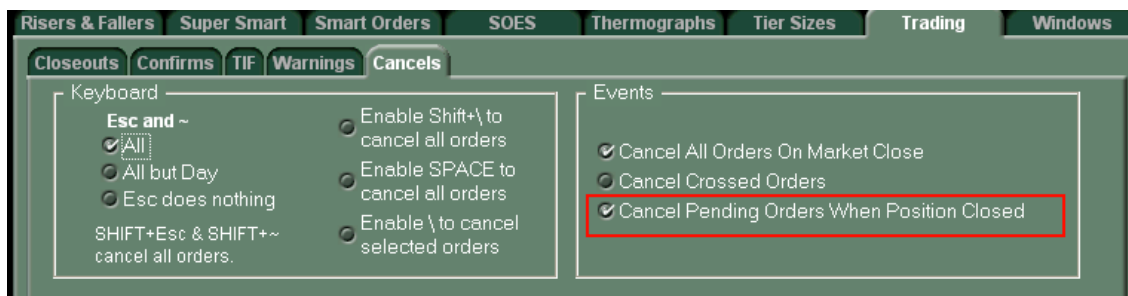 Risers & Fallers Super Smart Smart Orders SOES Thermographs Tier Sizes Trading Windows
Closeouts Confirms TIF Warnings Cancels
Keyboard
Esc and ~
All
All but Day
Esc does nothing
SHIFT+Esc & SHIFT+~
cancel all orders.
Enable Shift+\ to
cancel all orders
Enable SPACE to
cancel all orders
Enable \ to cancel
selected orders
Events
Cancel All Orders On Market Close
Cancel Crossed Orders
Cancel Pending Orders When Position Closed